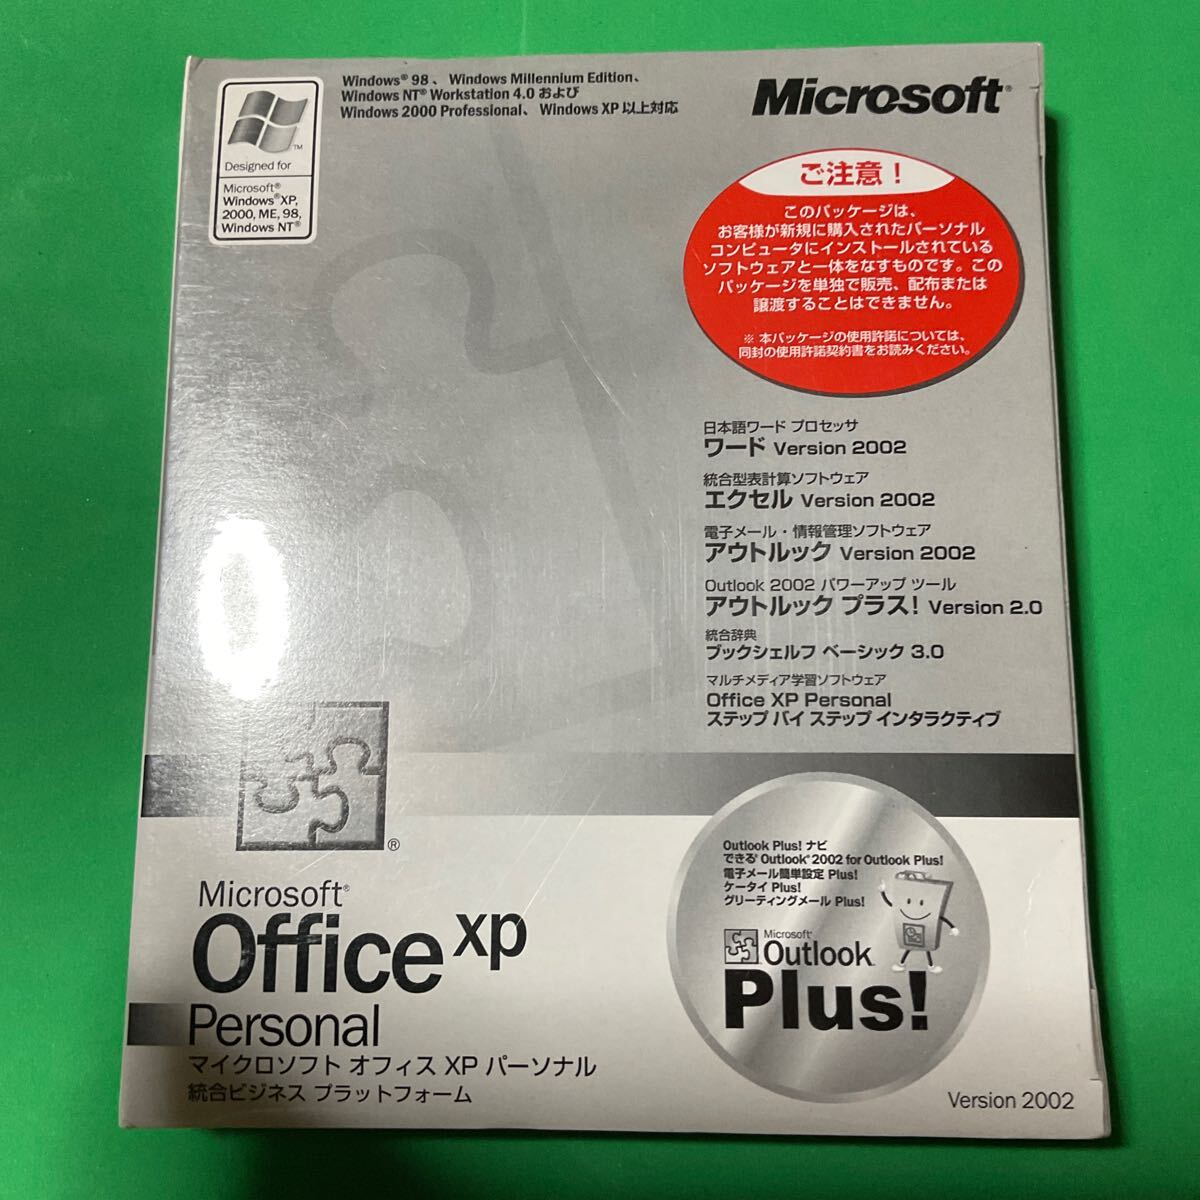 Windows® 98 、 Windows Millennium Edition、
Windows NT® Workstation 4.0 および
Windows 2000 Professional、 Windows XP 以上対応
Microsoft®
TM
Designed for
Microsoft®
Windows®XP,
2000, ME, 98,
Windows NT®
ご注意！
このパッケージは、
お客様が新規に購入されたパーソナル
コンピュータにインストールされている
ソフトウェアと一体をなすものです。この
パッケージを単独で販売、配布または
譲渡することはできません。
※ 本パッケージの使用許諾については、
同封の使用許諾契約書をお読みください。
日本語ワード プロセッサ
ワード Version 2002
統合型表計算ソフトウェア
エクセル Version 2002
電子メール・情報管理ソフトウェア
アウトルック Version 2002
Outlook 2002 パワーアップ ツール
アウトルック プラス! Version 2.0
統合辞典
ブックシェルフ ベーシック 3.0
マルチメディア学習ソフトウェア
Office XP Personal
ステップ バイ ステップ インタラクティブ
®
Microsoft®
Office xp
Personal
マイクロソフト オフィス XP パーソナル
統合ビジネス プラットフォーム
Outlook Plus! ナビ
できる Outlook® 2002 for Outlook Plus!
電子メール簡単設定 Plus!
ケータイ Plus!
グリーティングメール Plus!
Microsoft®
Outlook
Plus!
Version 2002